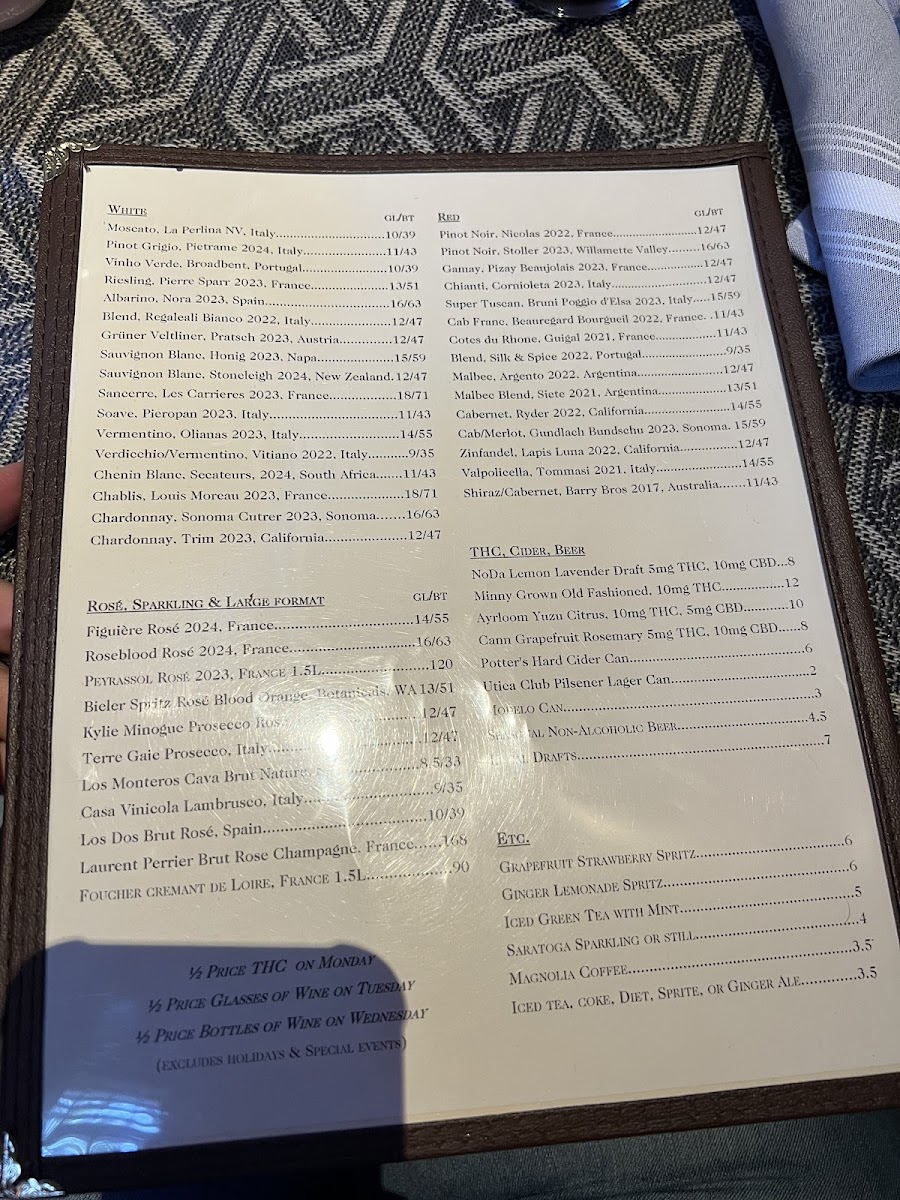 WHITE GL/BT
Moscato, La Perlina NV, Italy....................10/39
Pinot Grigio, Pietrame 2024, Italy....................11/43
Vinho Verde, Broadbent, Portugal....................10/39
Riesling, Pierre Sparr 2023, France....................13/51
Albarino, Nora 2023, Spain....................16/63
Blend, Regaleali Bianco 2022, Italy....................12/47
Grüner Veltliner, Pratsch 2023, Austria............12/47
Sauvignon Blanc, Honig 2023, Napa............15/59
Sauvignon Blanc, Stoneleigh 2024, New Zealand.12/47
Sancerre, Les Carrieres 2023, France............18/71
Soave, Pieropan 2023, Italy....................11/43
Vermentino, Olianas 2023, Italy....................14/55
Verdicchio/Vermentino, Vitiano 2022, Italy.........9/35
Chenin Blanc, Secateurs, 2024, South Africa......11/43
Chablis, Louis Moreau 2023, France............18/71
Chardonnay, Sonoma Cutrer 2023, Sonoma.......16/63
Chardonnay, Trim 2023, California....................12/47
ROSÉ, SPARKLING & LARGE FORMAT GL/BT
Figuière Rosé 2024, France....................14/55
Roseblood Rosé 2024, France....................16/63
PEYRASSOL ROSÉ 2023, FRANCE 1.5L....................120
Bieler Spritz Rosé Blood Orange, Botanicals, WA 13/51
Kylie Minogue Prosecco 12/47
Terre Gaie Prosecco, Italy....................12/47
Los Monteros Cava Brut Nature 8.5/33
Casa Vinicola Lambrusco, Italy....................9/35
Los Dos Brut Rosé, Spain....................10/39
Laurent Perrier Brut Rose Champagne, France......168
FOUCHER CREMANT DE LOIRE, FRANCE 1.5L....................90
½ PRICE THC ON MONDAY
½ PRICE GLASSES OF WINE ON TUESDAY
½ PRICE BOTTLES OF WINE ON WEDNESDAY
(EXCLUDES HOLIDAYS & SPECIAL EVENTS)
RED GL/BT
Pinot Noir, Nicolas 2022, France....................12/47
Pinot Noir, Stoller 2023, Willamette Valley........16/63
Gamay, Pizay Beaujolais 2023, France............12/47
Chianti, Cornioleta 2023, Italy....................12/47
Super Tuscan, Bruni Poggio d'Elsa 2023, Italy....15/59
Cab Franc, Beauregard Bourgueil 2022, France. .11/43
Cotes du Rhone, Guigal 2021, France............11/43
Blend, Silk & Spice 2022, Portugal....................9/35
Malbec, Argento 2022, Argentina....................12/47
Malbec Blend, Siete 2021, Argentina............13/51
Cabernet, Ryder 2022, California....................14/55
Cab/Merlot, Gundlach Bundschu 2023, Sonoma. 15/59
Zinfandel, Lapis Luna 2022, California............12/47
Valpolicella, Tommasi 2021, Italy....................14/55
Shiraz/Cabernet, Barry Bros 2017, Australia.......11/43
THC, CIDER, BEER
NoDa Lemon Lavender Draft 5mg THC, 10mg CBD...8
Minny Grown Old Fashioned, 10mg THC............12
Ayrloom Yuzu Citrus, 10mg THC, 5mg CBD...........10
Cann Grapefruit Rosemary 5mg THC, 10mg CBD.....8
Potter's Hard Cider Can....................6
Utica Club Pilsener Lager Can....................2
MODELO CAN....................3
NON-ALCOHOLIC BEER....................4.5
DRAFTS....................7
ETC.
GRAPEFRUIT STRAWBERRY SPRITZ....................6
GINGER LEMONADE SPRITZ....................6
ICED GREEN TEA WITH MINT....................5
SARATOGA SPARKLING OR STILL....................4
MAGNOLIA COFFEE....................3.5
ICED TEA, COKE, DIET, SPRITE, OR GINGER ALE............3.5